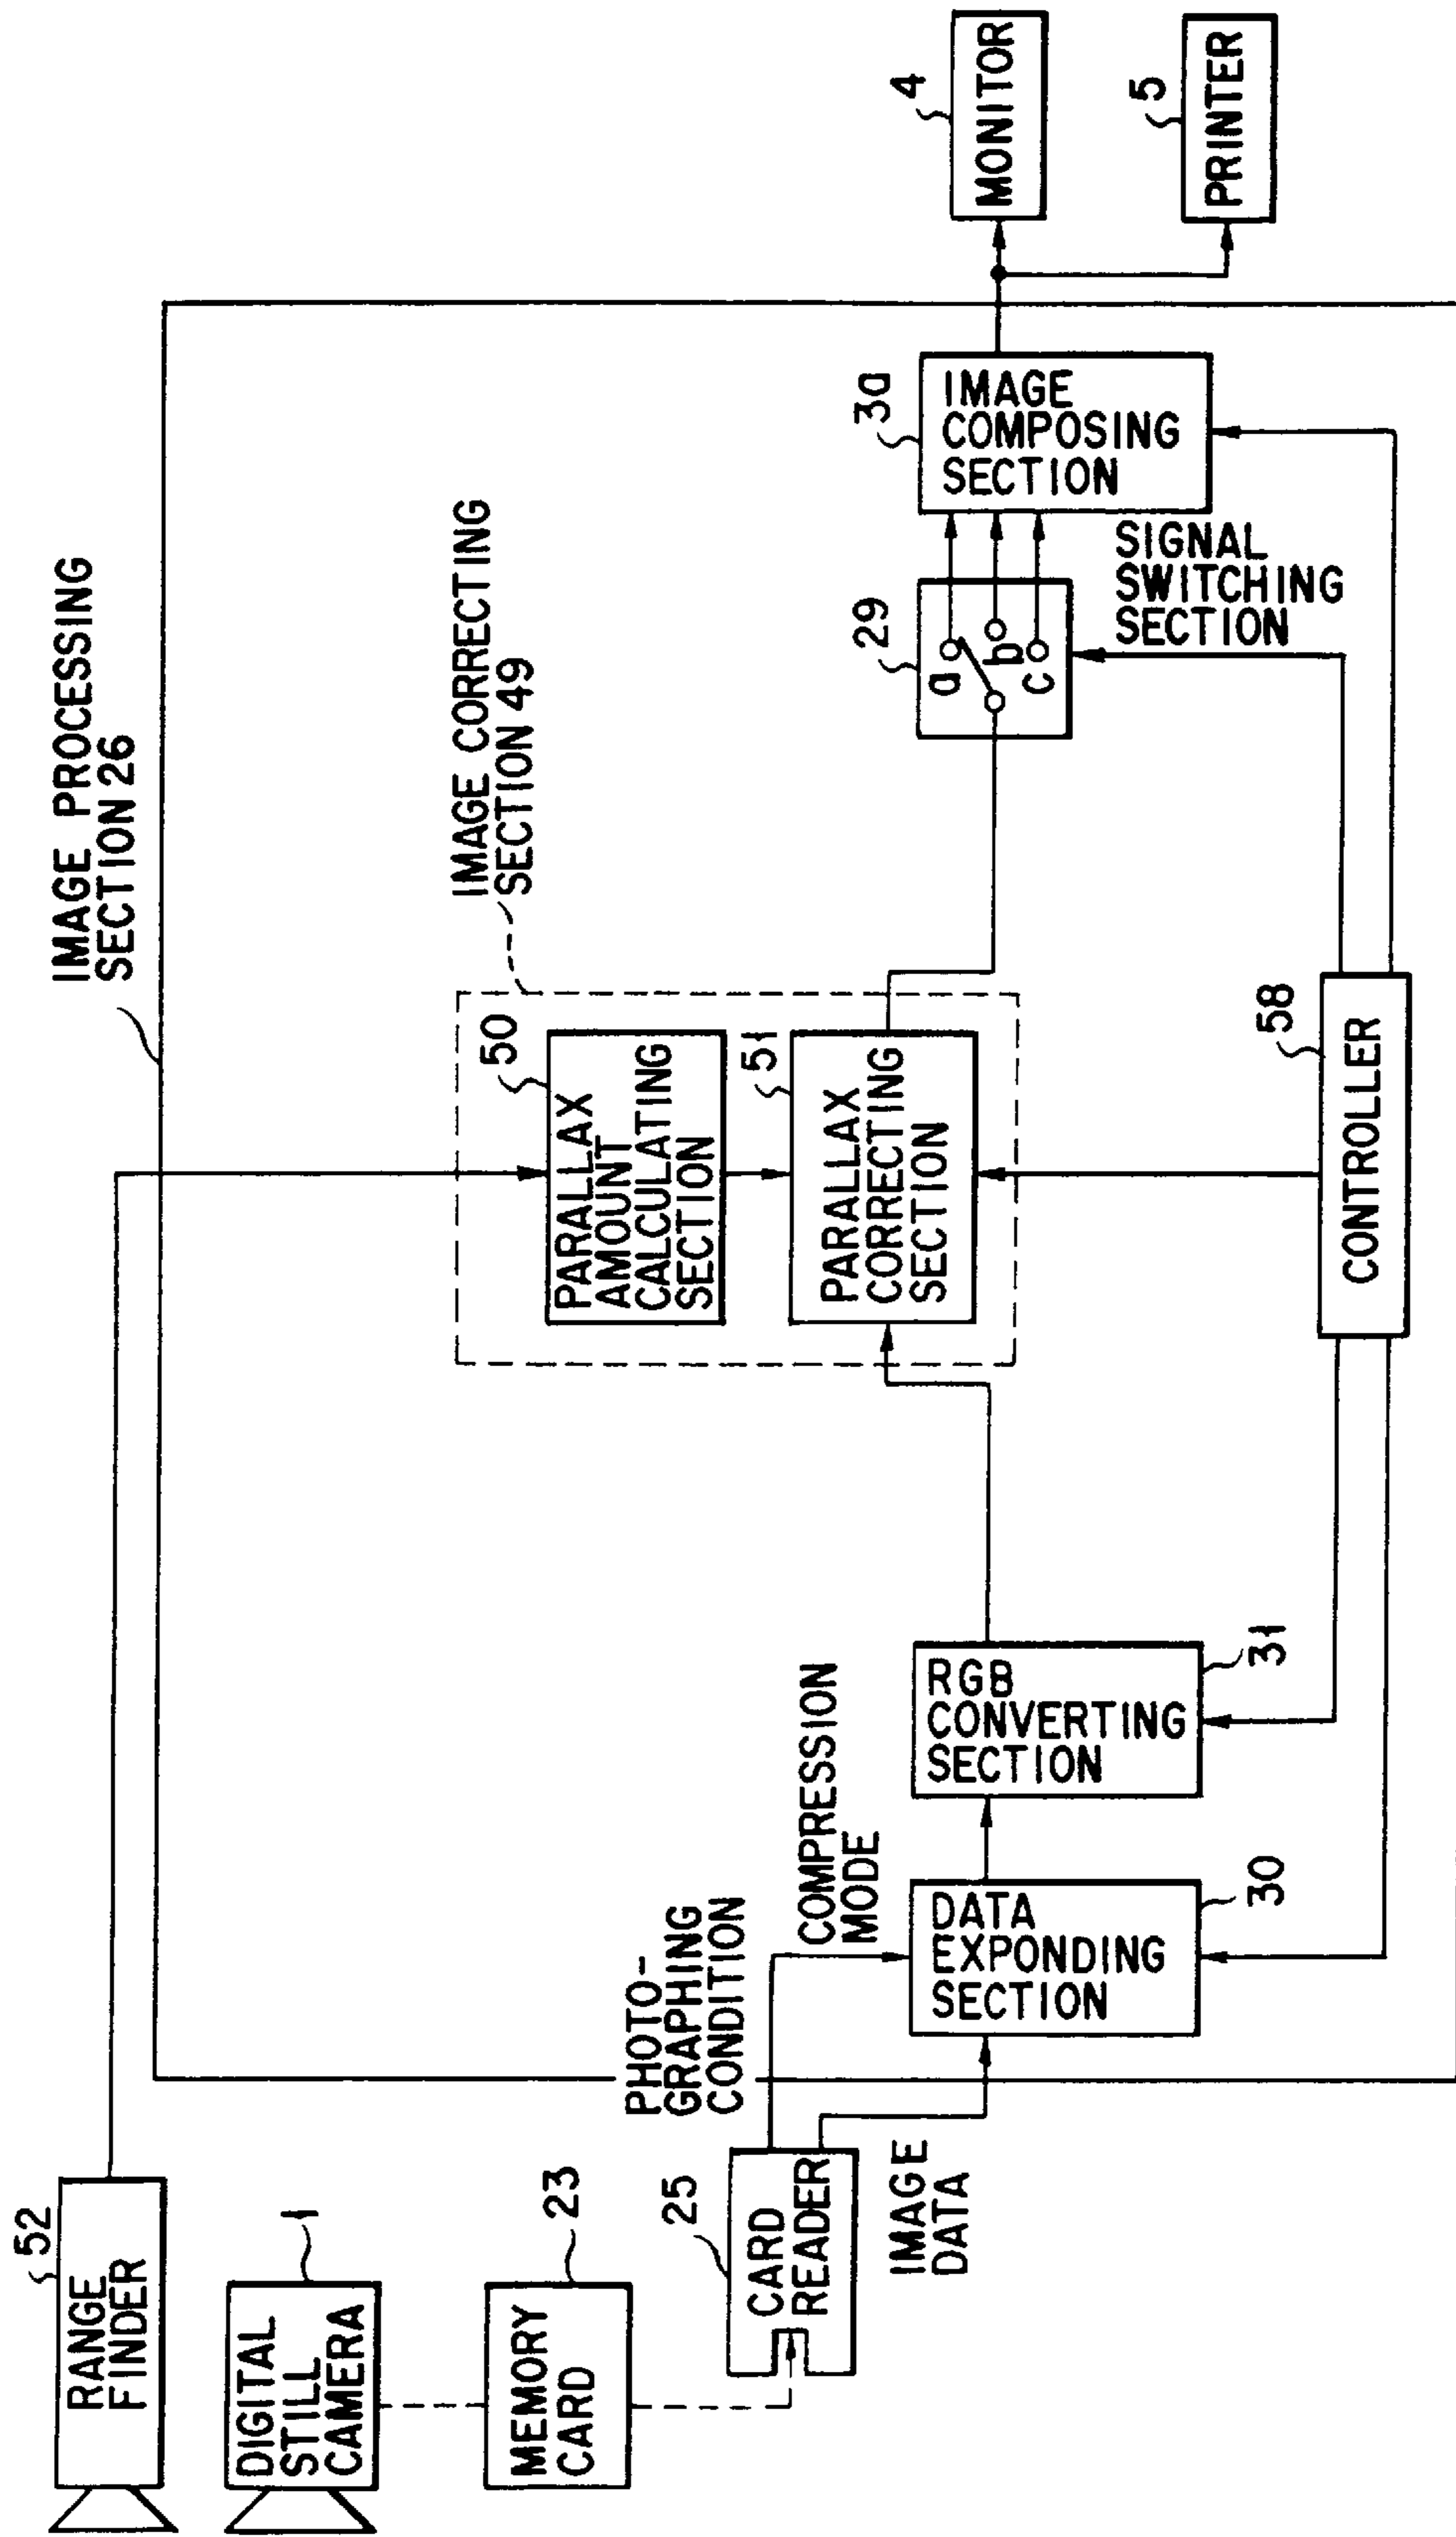 IMAGE PROCESSING
SECTION 26
52
RANGE
FINDER
1
DIGITAL
STILL
CAMERA
23
MEMORY
CARD
25
CARD
READER
PHOTO-
GRAPHING
CONDITION
IMAGE
DATA
COMPRESSION
MODE
DATA
EXPONDING
SECTION
30
RGB
CONVERTING
SECTION
31
IMAGE CORRECTING
SECTION 49
50
PARALLAX
AMOUNT
CALCULATING
SECTION
51
PARALLAX
CORRECTING
SECTION
58
CONTROLLER
29
a
b
c
SIGNAL
SWITCHING
SECTION
3a
IMAGE
COMPOSING
SECTION
4
MONITOR
5
PRINTER